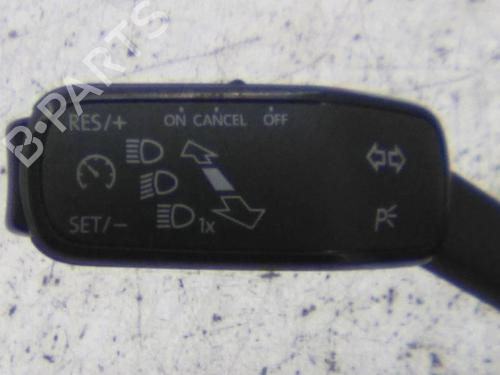 B-PARTS
RES/+ ON CANCEL OFF
SET/- 1x P